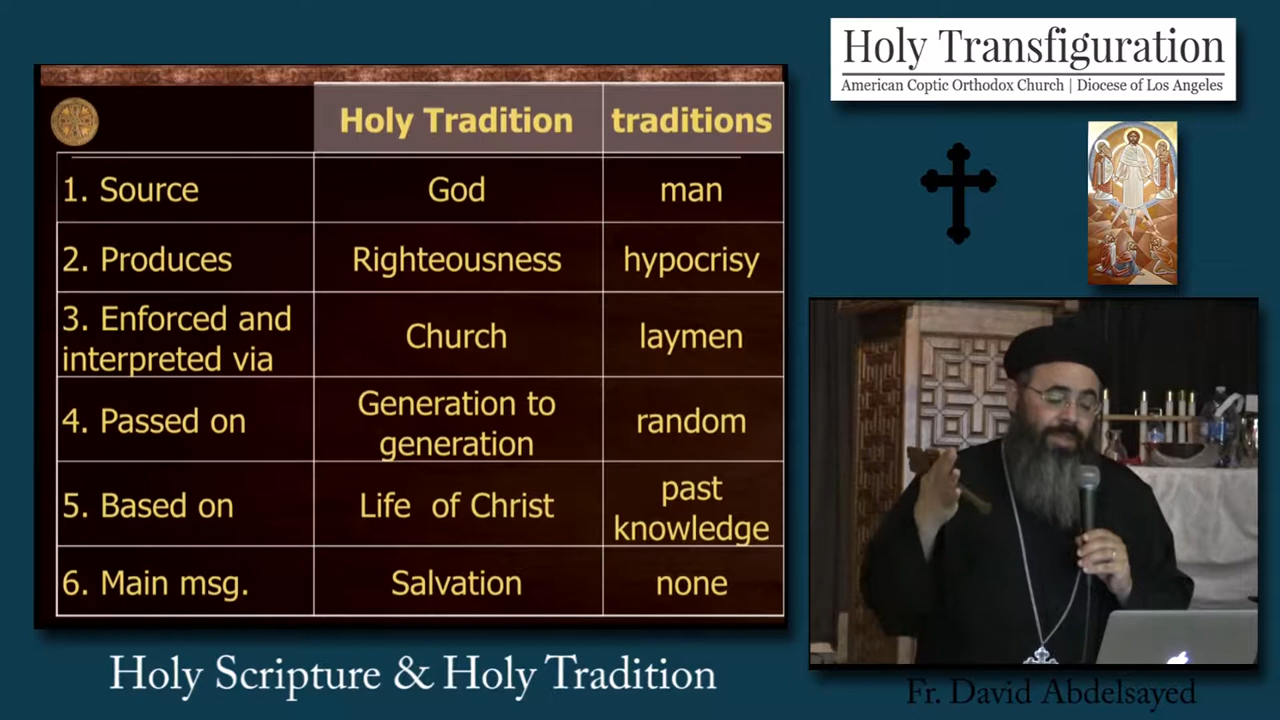 Holy Transfiguration
American Coptic Orthodox Church | Diocese of Los Angeles
Holy Tradition traditions
1. Source God man
2. Produces Righteousness hypocrisy
3. Enforced and interpreted via Church laymen
4. Passed on Generation to generation random
5. Based on Life of Christ past knowledge
6. Main msg. Salvation none
Holy Scripture & Holy Tradition
Fr. David Abdelsayed